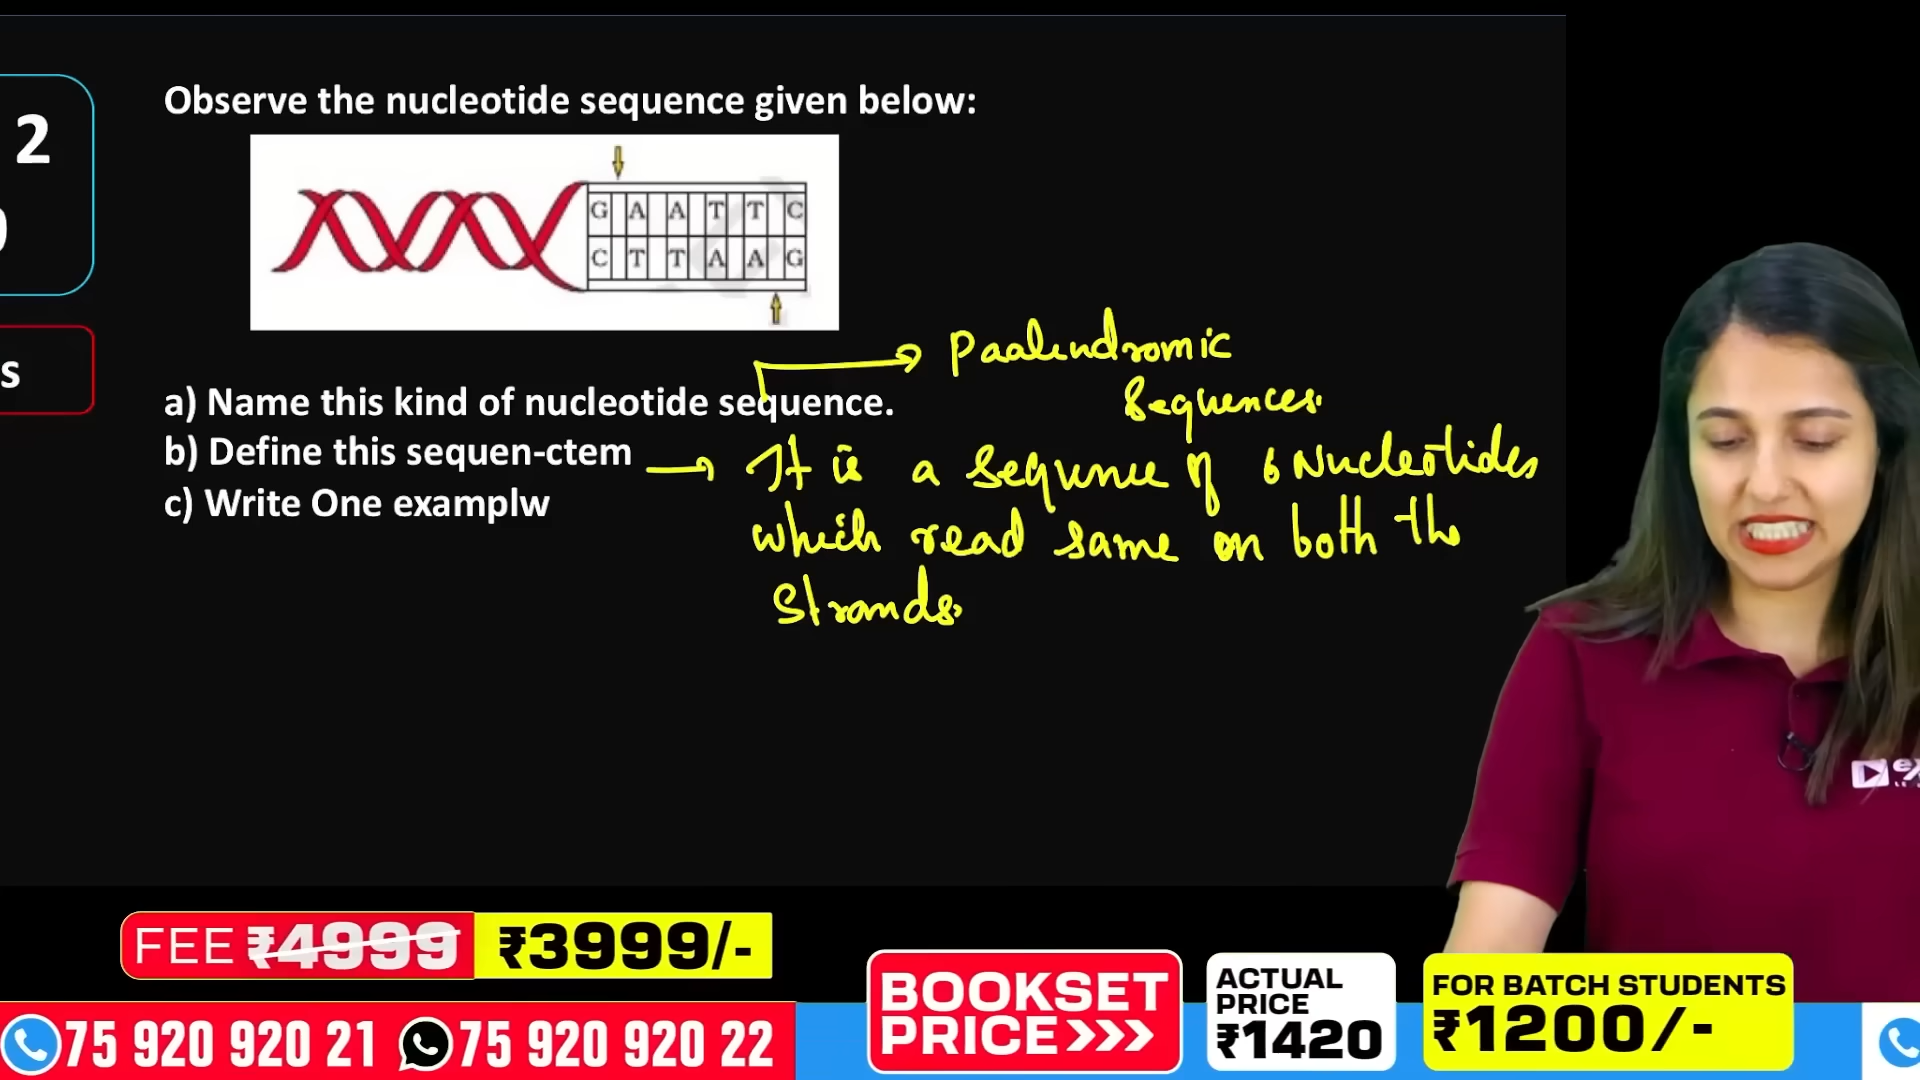 2
s
Observe the nucleotide sequence given below:
G A A T T C
C T T A A G
a) Name this kind of nucleotide sequence.
b) Define this sequen-ctem
c) Write One examplw
Paalindromic
Sequences.
It is a sequnce of 6 Nucleotides
which read same on both the
Strands.
FEE ₹4999 ₹3999/-
75 920 920 21 75 920 920 22
BOOKSET
PRICE >>>
ACTUAL
PRICE
₹1420
FOR BATCH STUDENTS
₹1200/-